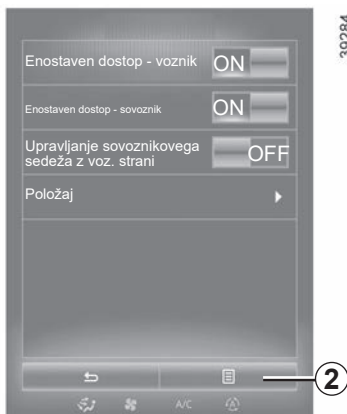 39284
Enostaven dostop - voznik ON
Enostaven dostop - sovoznik ON
Upravljanje sovoznikovega
sedeža z voz. strani OFF
Položaj
2
A/C